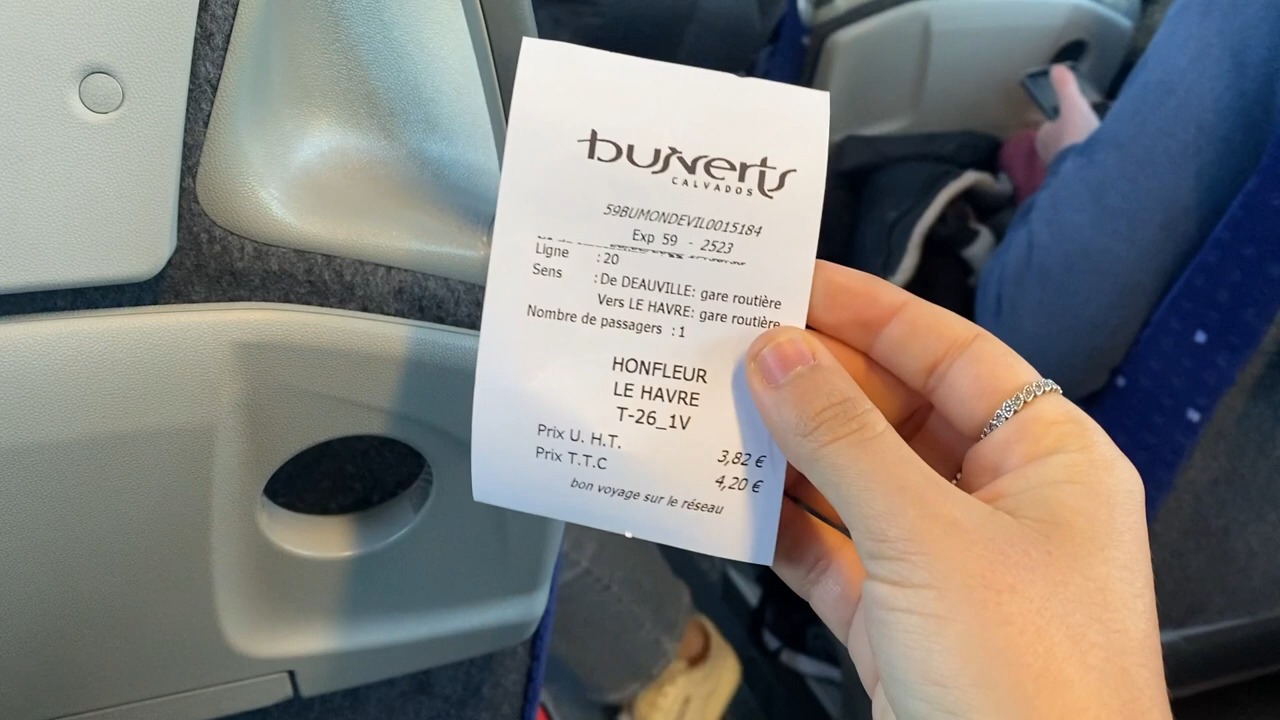 busverts
CALVADOS
59BUMONDEVIL0015184
Exp 59 - 2523
Ligne : 20
Sens : De DEAUVILLE: gare routière
Vers LE HAVRE: gare routière
Nombre de passagers : 1
HONFLEUR
LE HAVRE
T-26_1V
Prix U. H.T. 3,82 €
Prix T.T.C 4,20 €
bon voyage sur le réseau